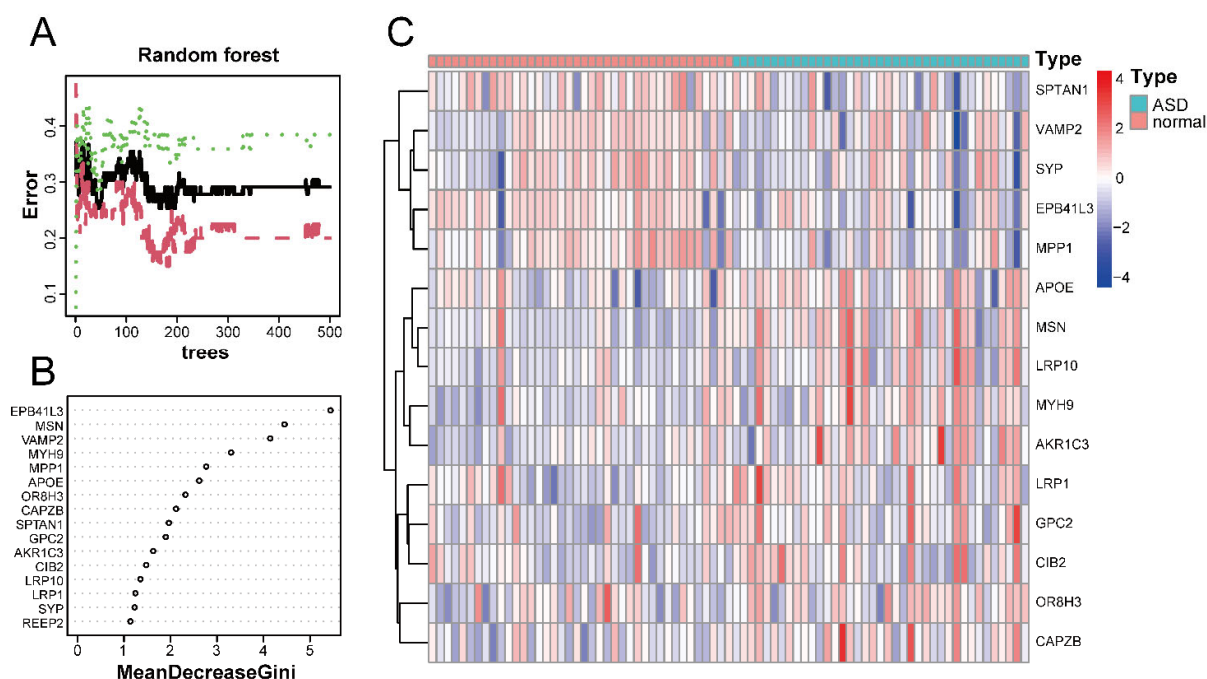 A
Random forest
Error
0.4
0.3
0.2
0.1
0
100
200
300
400
500
trees
B
EPB41L3
MSN
VAMP2
MYH9
MPP1
APOE
OR8H3
CAPZB
SPTAN1
GPC2
AKR1C3
CIB2
LRP10
LRP1
SYP
REEP2
0 1 2 3 4 5
MeanDecreaseGini
C
Type
SPTAN1
VAMP2
SYP
EPB41L3
MPP1
APOE
MSN
LRP10
MYH9
AKR1C3
LRP1
GPC2
CIB2
OR8H3
CAPZB
4
2
0
−2
−4
Type
ASD
normal